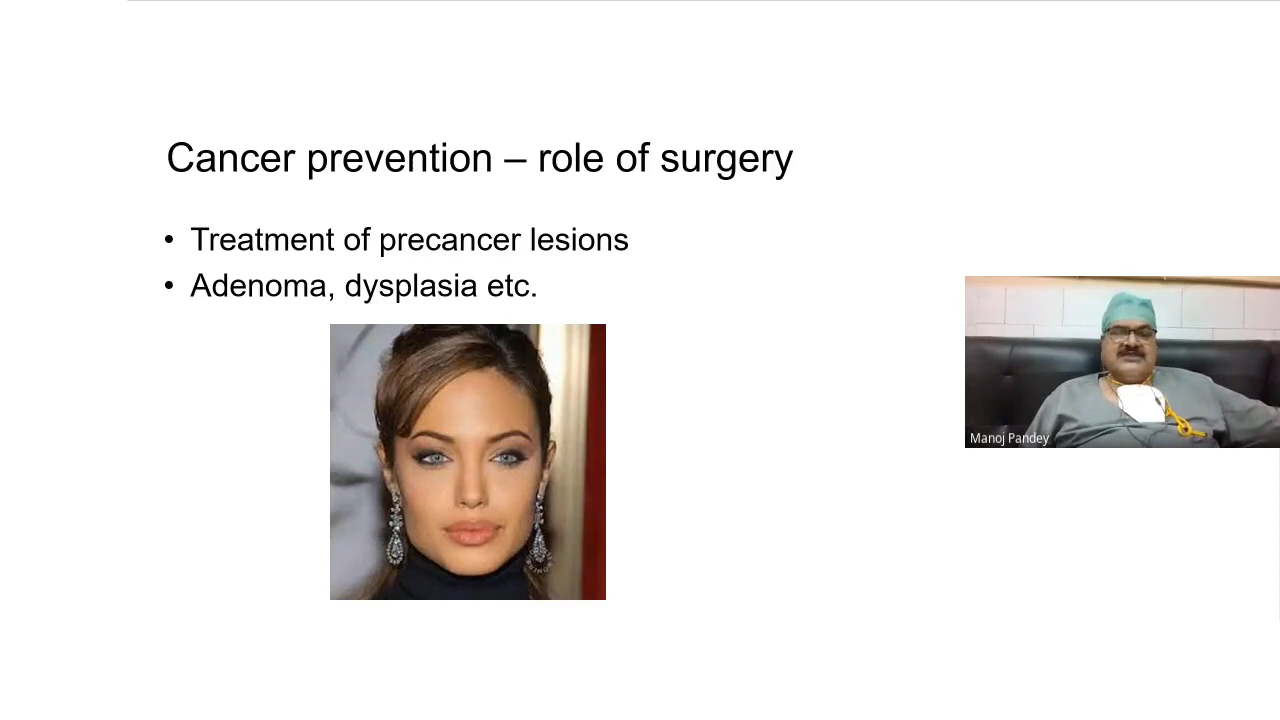 Cancer prevention – role of surgery
• Treatment of precancer lesions
• Adenoma, dysplasia etc.
Manoj Pandey